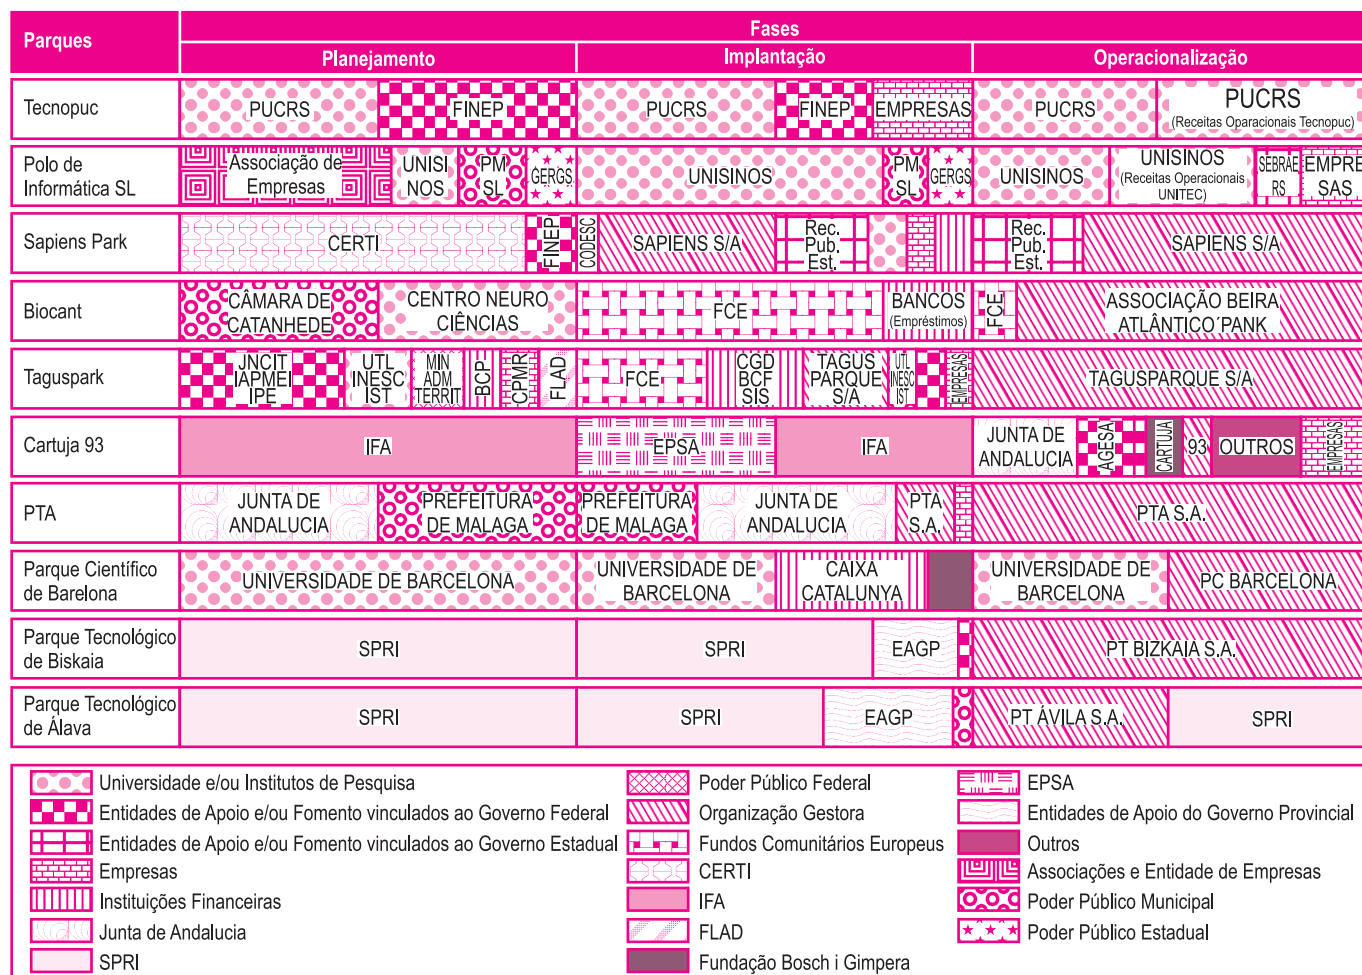 Parques
Fases
Planejamento
Implantação
Operacionalização
Tecnopuc
PUCRS
FINEP
PUCRS
FINEP
EMPRESAS
PUCRS
PUCRS
(Receitas Oparacionais Tecnopuc)
Polo de
Informática SL
Associação de
Empresas
UNISI
NOS
PM
SL
GERGS
UNISINOS
PM
SL
GERGS
UNISINOS
UNISINOS
(Receitas Operacionais
UNITEC)
SEBRAE
RS
EMPRE
SAS
Sapiens Park
CERTI
FINEP
CODESC
SAPIENS S/A
Rec.
Pub.
Est.
Rec.
Pub.
Est.
SAPIENS S/A
Biocant
CÂMARA DE
CATANHEDE
CENTRO NEURO
CIÊNCIAS
FCE
BANCOS
(Empréstimos)
FCE
ASSOCIAÇÃO BEIRA
ATLÂNTICO´PANK
Taguspark
JNCIT
IAPMEI
IPE
UTL
INESC
IST
MIN
ADM
TERRIT
BCP
CPMR
FLAD
FCE
CGD
BCF
SIS
TAGUS
PARQUE
S/A
UTL
INESC
IST
EMPRESAS
TAGUSPARQUE S/A
Cartuja 93
IFA
EPSA
IFA
JUNTA DE
ANDALUCIA
AGESA
CARTUJA
93
OUTROS
EMPRESAS
PTA
JUNTA DE
ANDALUCIA
PREFEITURA
DE MALAGA
PREFEITURA
DE MALAGA
JUNTA DE
ANDALUCIA
PTA
S.A.
PTA S.A.
Parque Científico
de Barelona
UNIVERSIDADE DE BARCELONA
UNIVERSIDADE DE
BARCELONA
CAIXA
CATALUNYA
UNIVERSIDADE DE
BARCELONA
PC BARCELONA
Parque Tecnológico
de Biskaia
SPRI
SPRI
EAGP
PT BIZKAIA S.A.
Parque Tecnológico
de Álava
SPRI
SPRI
EAGP
PT ÁVILA S.A.
SPRI
Universidade e/ou Institutos de Pesquisa
Entidades de Apoio e/ou Fomento vinculados ao Governo Federal
Entidades de Apoio e/ou Fomento vinculados ao Governo Estadual
Empresas
Instituições Financeiras
Junta de Andalucia
SPRI
Poder Público Federal
Organização Gestora
Fundos Comunitários Europeus
CERTI
IFA
FLAD
Fundação Bosch i Gimpera
EPSA
Entidades de Apoio do Governo Provincial
Outros
Associações e Entidade de Empresas
Poder Público Municipal
Poder Público Estadual